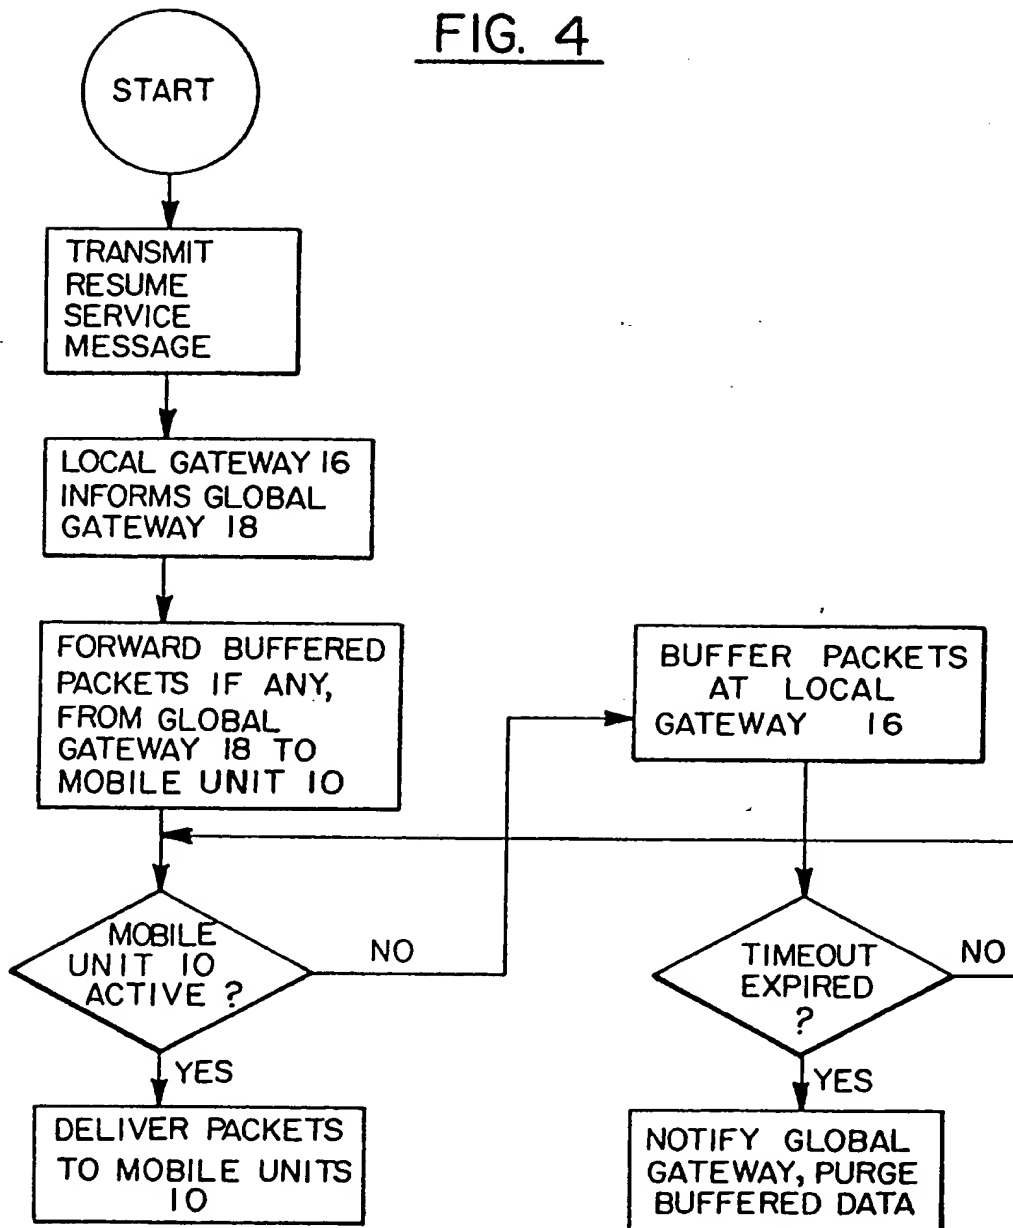 FIG. 4
START
TRANSMIT
RESUME
SERVICE
MESSAGE
LOCAL GATEWAY 16
INFORMS GLOBAL
GATEWAY 18
FORWARD BUFFERED
PACKETS IF ANY,
FROM GLOBAL
GATEWAY 18 TO
MOBILE UNIT 10
MOBILE
UNIT 10
ACTIVE ?
NO
YES
DELIVER PACKETS
TO MOBILE UNITS
10
BUFFER PACKETS
AT LOCAL
GATEWAY 16
TIMEOUT
EXPIRED
?
NO
YES
NOTIFY GLOBAL
GATEWAY, PURGE
BUFFERED DATA